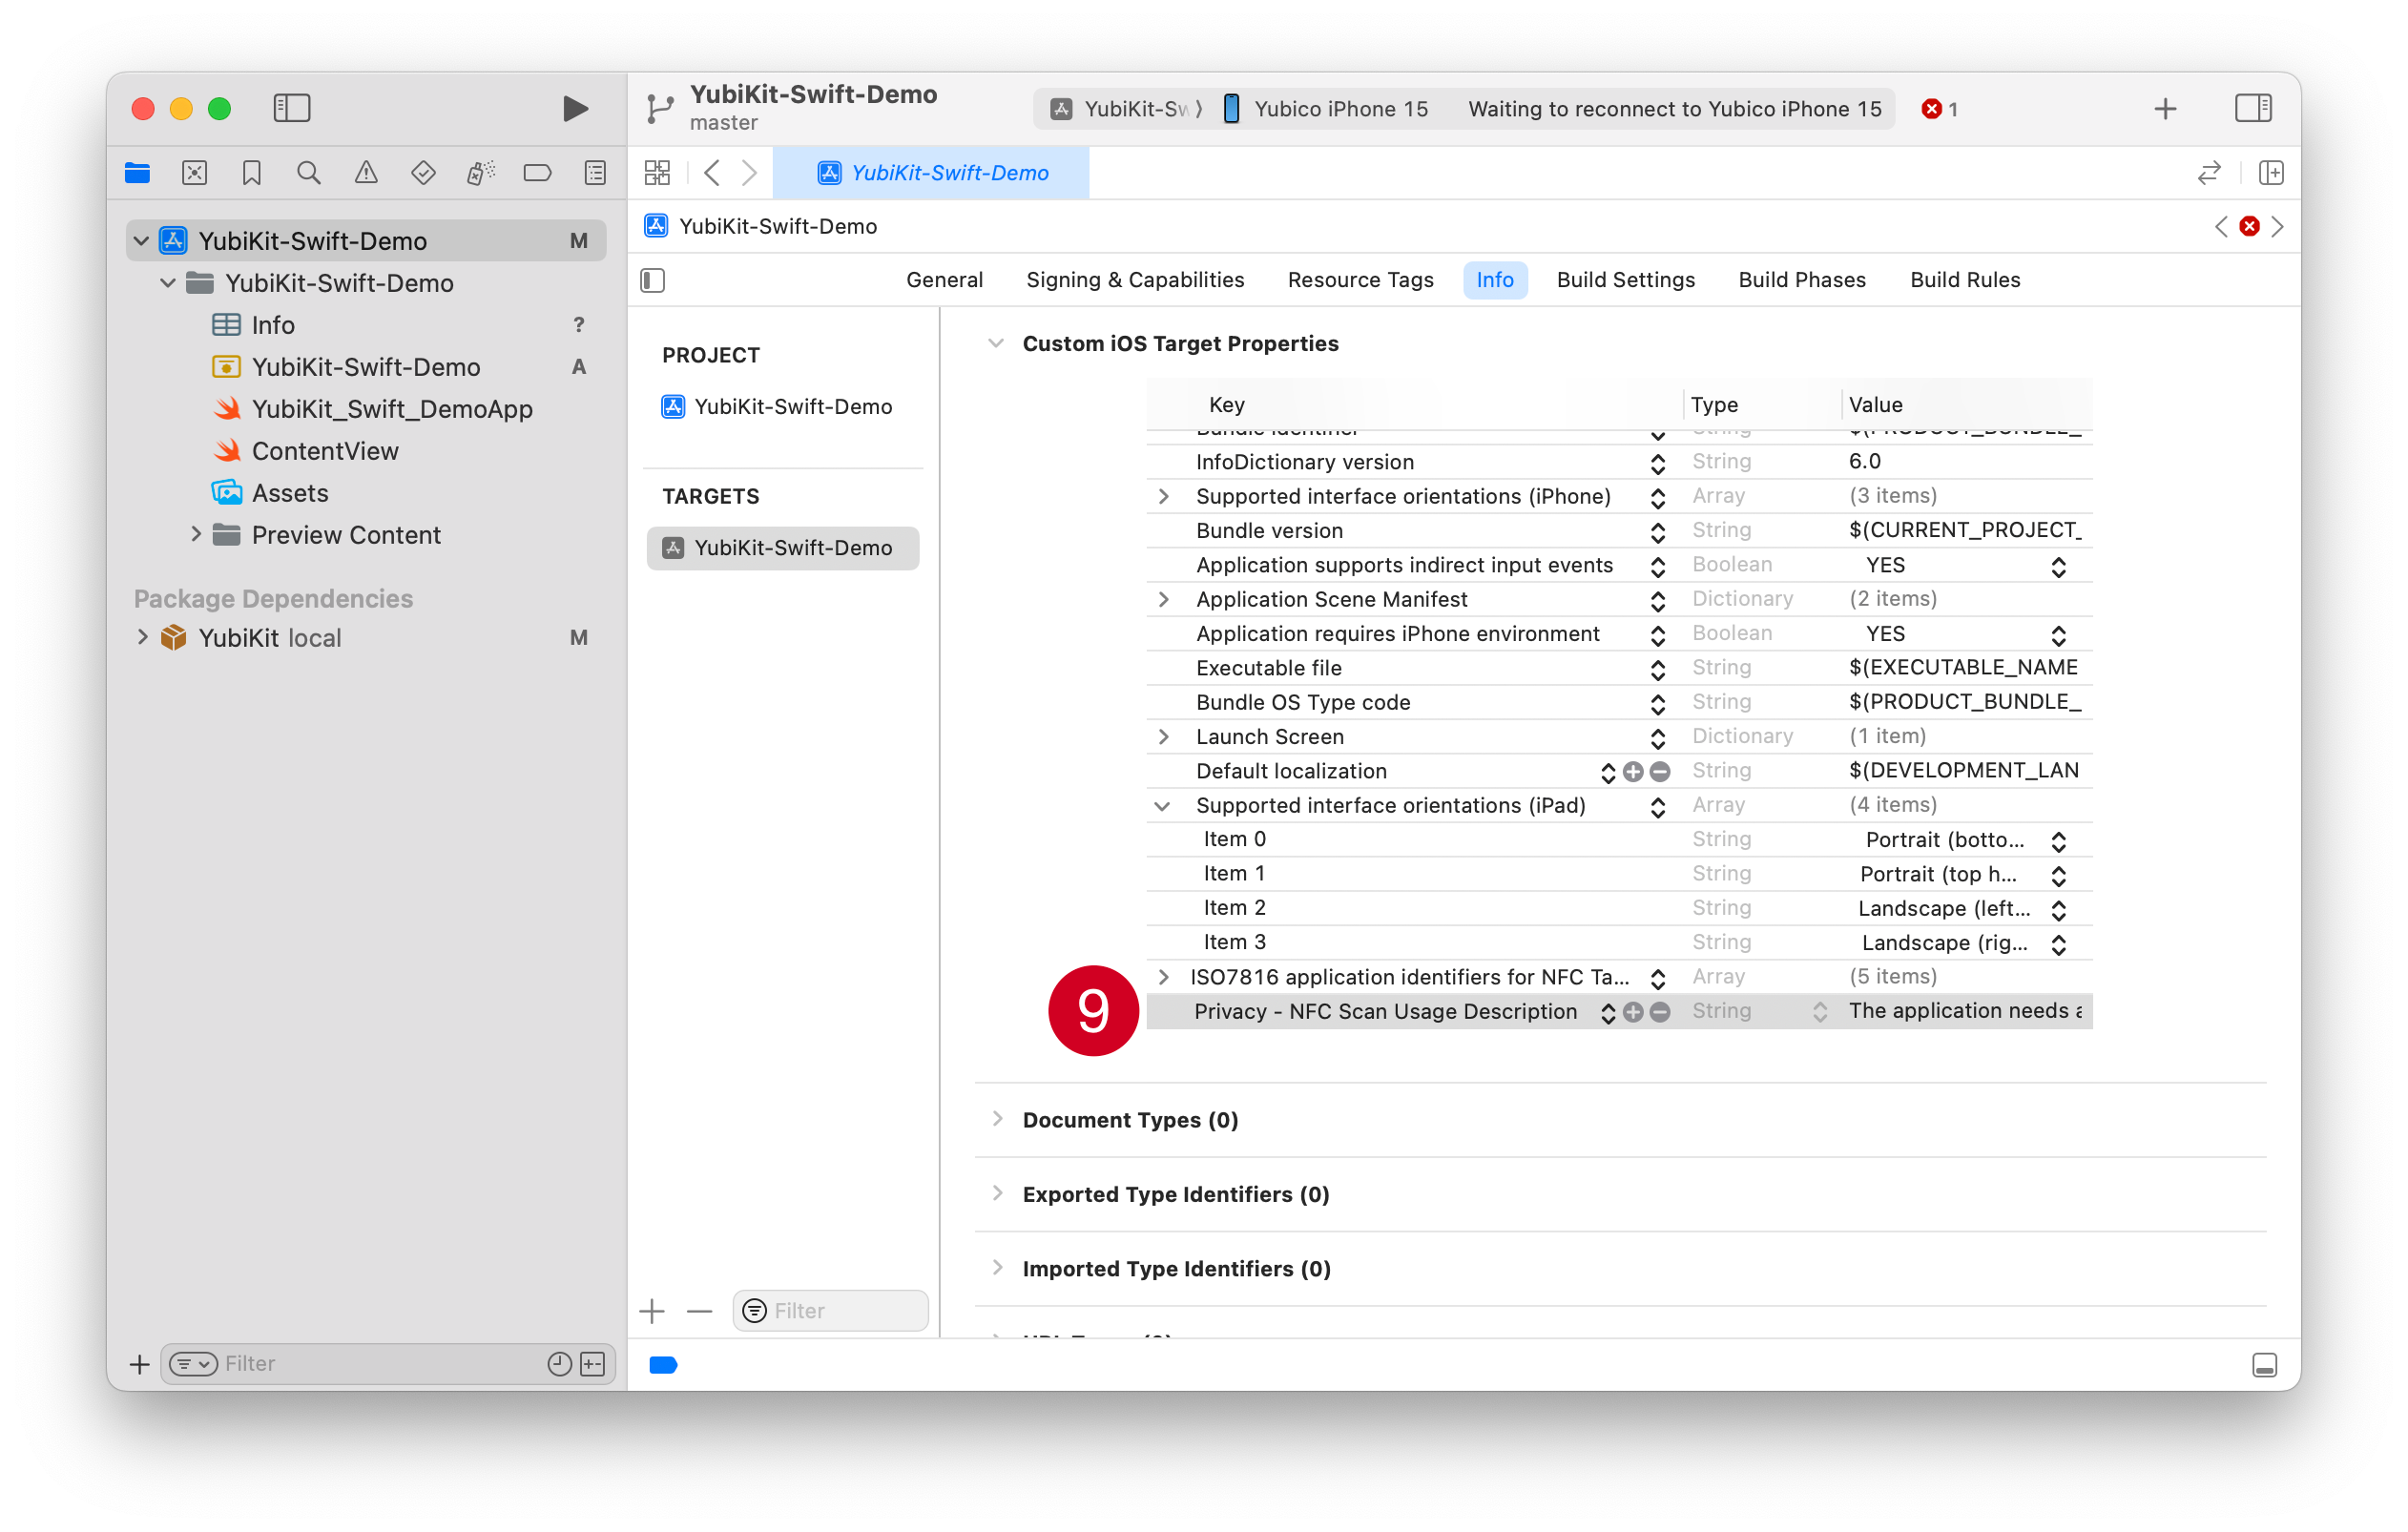 YubiKit-Swift-Demo
master
YubiKit-Sw
Yubico iPhone 15
Waiting to reconnect to Yubico iPhone 15
1
YubiKit-Swift-Demo
YubiKit-Swift-Demo
YubiKit-Swift-Demo M
YubiKit-Swift-Demo
Info ?
YubiKit-Swift-Demo A
YubiKit_Swift_DemoApp
ContentView
Assets
Preview Content
Package Dependencies
YubiKit local M
Filter
General Signing & Capabilities Resource Tags Info Build Settings Build Phases Build Rules
PROJECT
YubiKit-Swift-Demo
TARGETS
YubiKit-Swift-Demo
Filter
Custom iOS Target Properties
Key Type Value
Bundle identifier String $(PRODUCT_BUNDLE_
InfoDictionary version String 6.0
Supported interface orientations (iPhone) Array (3 items)
Bundle version String $(CURRENT_PROJECT_
Application supports indirect input events Boolean YES
Application Scene Manifest Dictionary (2 items)
Application requires iPhone environment Boolean YES
Executable file String $(EXECUTABLE_NAME
Bundle OS Type code String $(PRODUCT_BUNDLE_
Launch Screen Dictionary (1 item)
Default localization String $(DEVELOPMENT_LAN
Supported interface orientations (iPad) Array (4 items)
Item 0 String Portrait (botto...
Item 1 String Portrait (top h...
Item 2 String Landscape (left...
Item 3 String Landscape (rig...
ISO7816 application identifiers for NFC Ta... Array (5 items)
9 Privacy - NFC Scan Usage Description String The application needs a
Document Types (0)
Exported Type Identifiers (0)
Imported Type Identifiers (0)